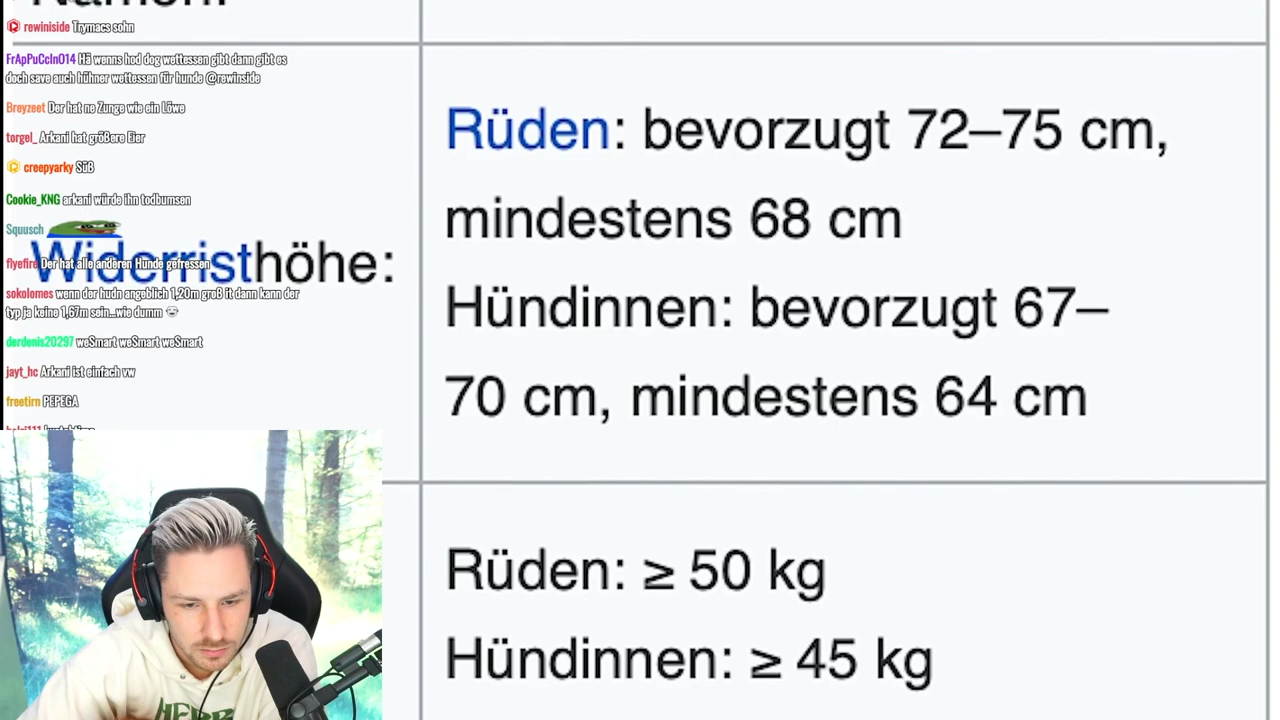 rewiniside Trymacs sohn
FrApPuCcInO14 Hä wenns hod dog wettessen gibt dann gibt es
doch save auch hühner wettessen für hunde @rewinside
Breyzeet Der hat ne Zunge wie ein Löwe
torgel_ Arkani hat größere Eier
creepyarky Süß
Cookie_KNG arkani würde ihn todbumsen
Squusch
flyefire Der hat alle anderen Hunde gefressen
sokolomes wenn der hudn angeblich 1,20m groß it dann kann der
typ ja keine 1,67m sein...wie dumm
derdenis20297 weSmart weSmart weSmart
jayt_hc Arkani ist einfach vw
freetirn PEPEGA
Widerristhöhe:
Rüden: bevorzugt 72–75 cm,
mindestens 68 cm
Hündinnen: bevorzugt 67–
70 cm, mindestens 64 cm
Rüden: ≥ 50 kg
Hündinnen: ≥ 45 kg